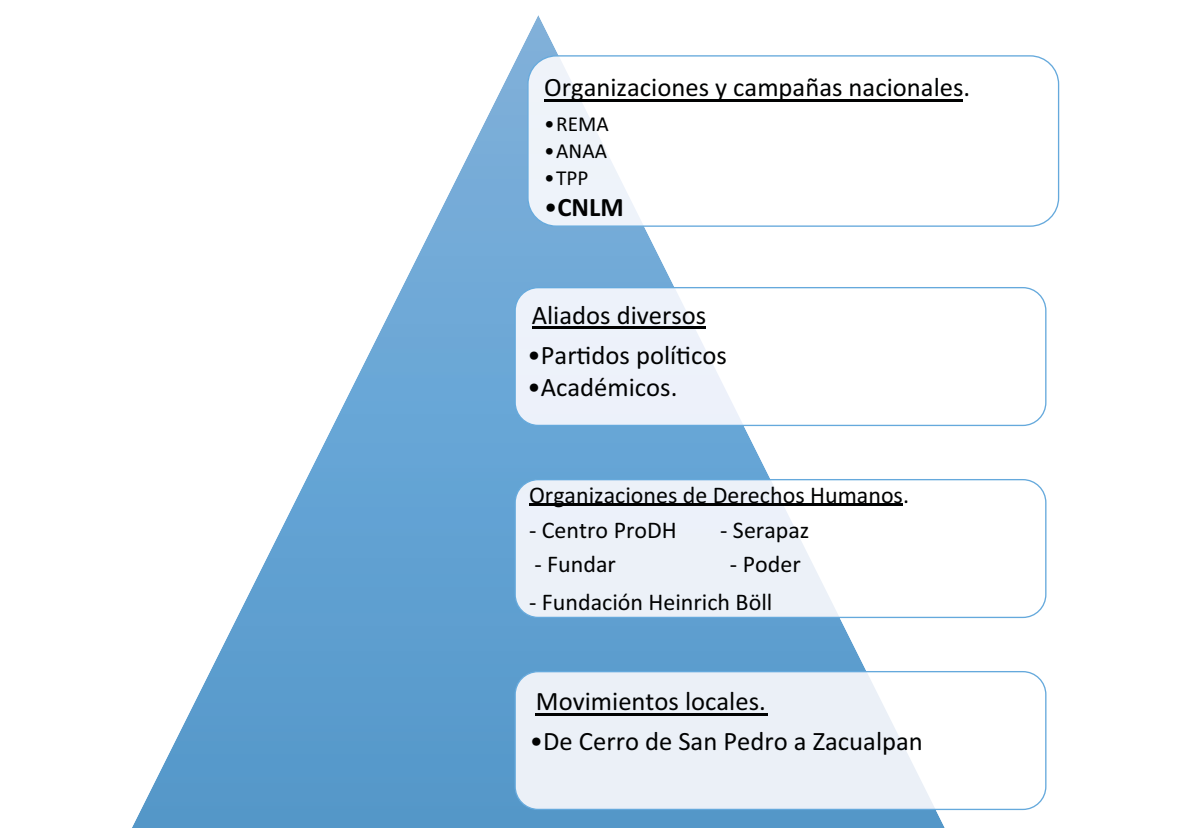 Organizaciones y campañas nacionales.
•REMA
•ANAA
•TPP
•CNLM
Aliados diversos
•Partidos políticos
•Académicos.
Organizaciones de Derechos Humanos.
- Centro ProDH - Serapaz
- Fundar - Poder
- Fundación Heinrich Böll
Movimientos locales.
•De Cerro de San Pedro a Zacualpan